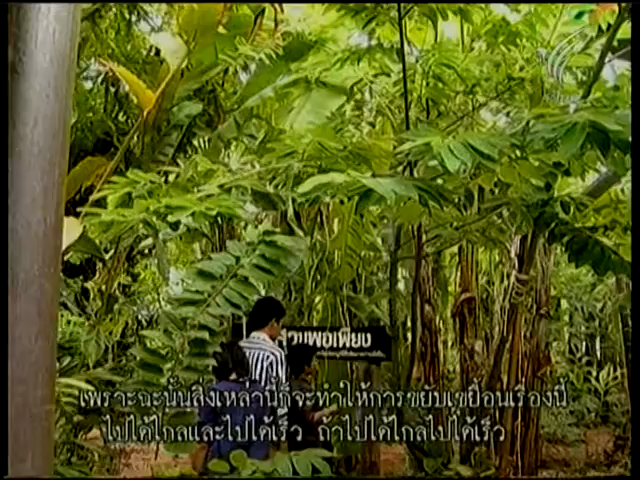 สวนพอเพียง
เพราะฉะนั้นสิ่งเหล่านี้ก็จะทำให้การขยับเขยื้อนเรื่องนี้
ไปได้ไกลและไปได้เร็ว ถ้าไปได้ไกลไปได้เร็ว